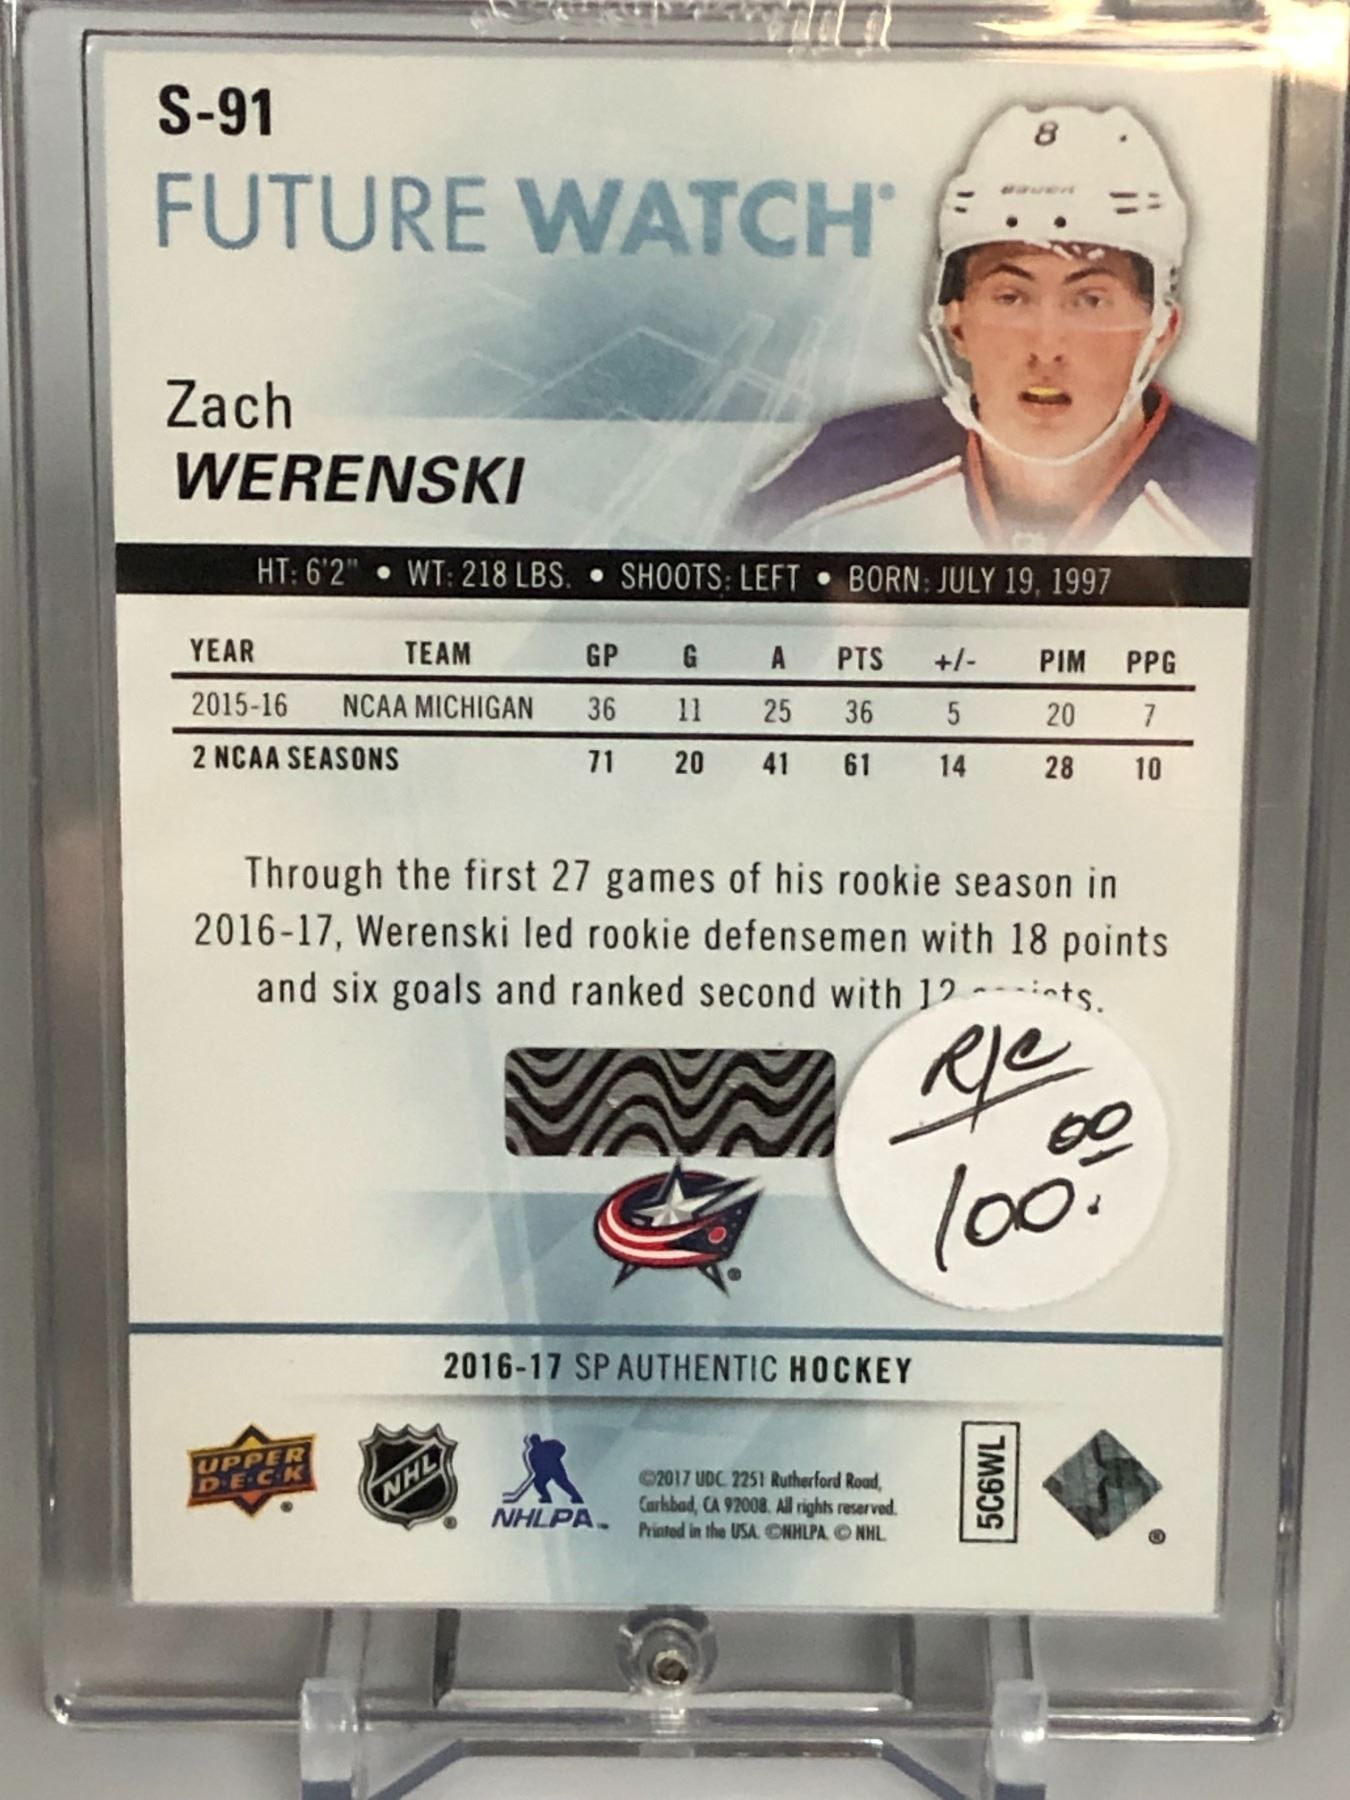 S-91
FUTURE WATCH®
8
BAUER
Zach
WERENSKI
HT: 6'2" • WT: 218 LBS. • SHOOTS: LEFT • BORN: JULY 19, 1997
YEAR TEAM GP G A PTS +/- PIM PPG
2015-16 NCAA MICHIGAN 36 11 25 36 5 20 7
2 NCAA SEASONS 71 20 41 61 14 28 10
Through the first 27 games of his rookie season in
2016-17, Werenski led rookie defensemen with 18 points
and six goals and ranked second with 12
R/C
100.00
®
2016-17 SP AUTHENTIC HOCKEY
UPPER
D·E·C·K
®
NHL
®
NHLPA™
©2017 UDC. 2251 Rutherford Road,
Carlsbad, CA 92008. All rights reserved.
Printed in the USA. ©NHLPA. © NHL.
5C6WL
®